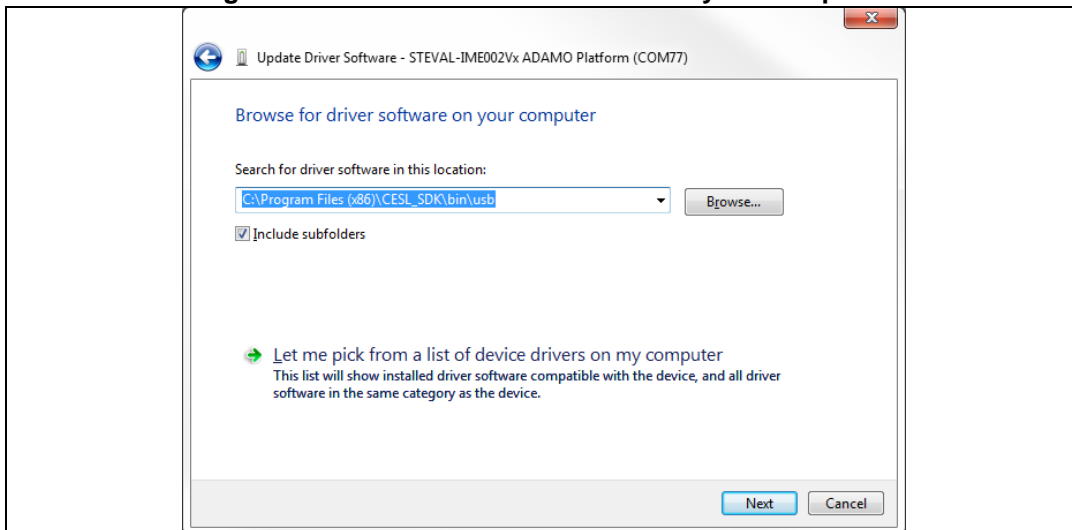 Update Driver Software - STEVAL-IME002Vx ADAMO Platform (COM77)
Browse for driver software on your computer
Search for driver software in this location:
C:\Program Files (x86)\CESL_SDK\bin\usb
Browse...
Include subfolders
Let me pick from a list of device drivers on my computer
This list will show installed driver software compatible with the device, and all driver
software in the same category as the device.
Next Cancel